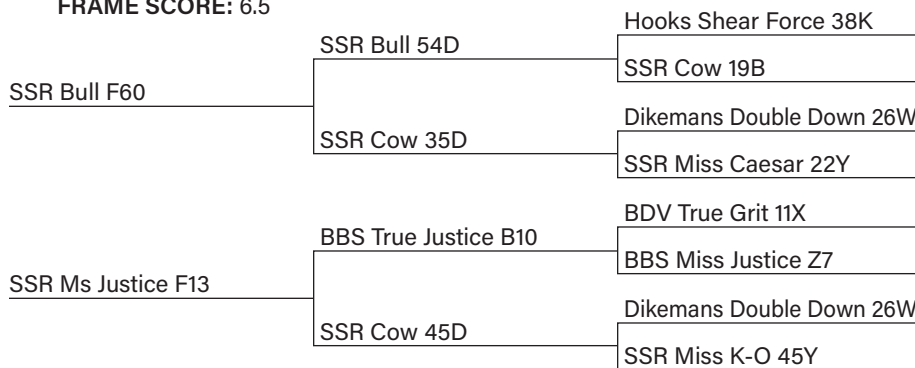 FRAME SCORE: 6.5
Hooks Shear Force 38K
SSR Bull 54D
SSR Cow 19B
SSR Bull F60
Dikemans Double Down 26W
SSR Cow 35D
SSR Miss Caesar 22Y
BDV True Grit 11X
BBS True Justice B10
BBS Miss Justice Z7
SSR Ms Justice F13
Dikemans Double Down 26W
SSR Cow 45D
SSR Miss K-O 45Y